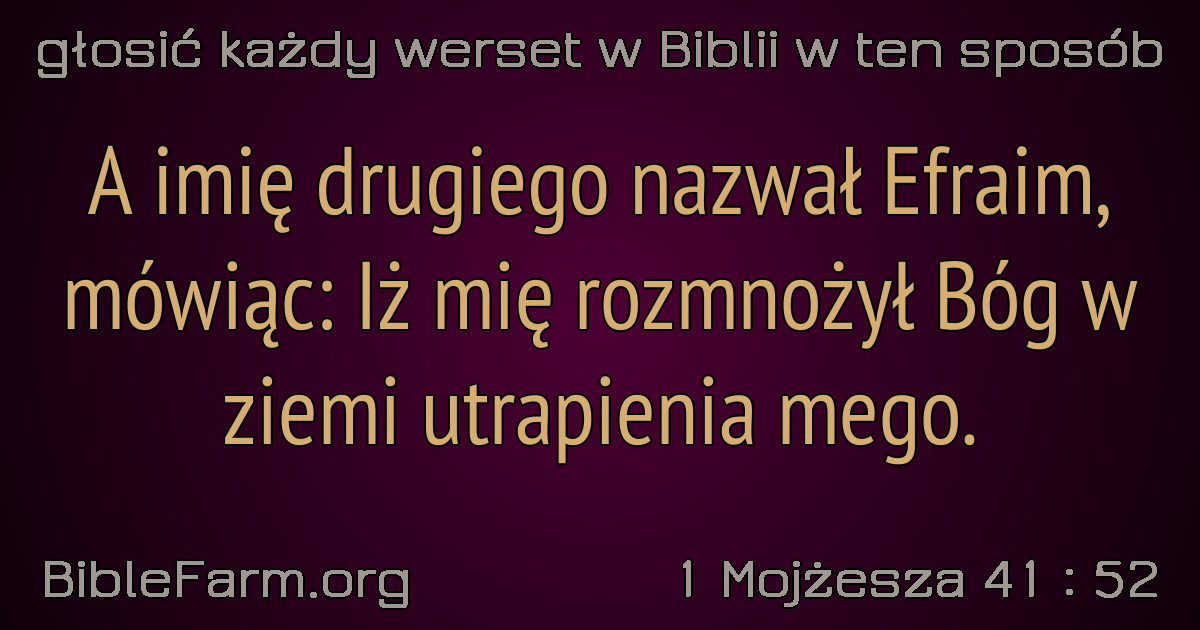 głosić każdy werset w Biblii w ten sposób
A imię drugiego nazwał Efraim,
mówiąc: Iż mię rozmnożył Bóg w
ziemi utrapienia mego.
BibleFarm.org
1 Mojżesza 41 : 52